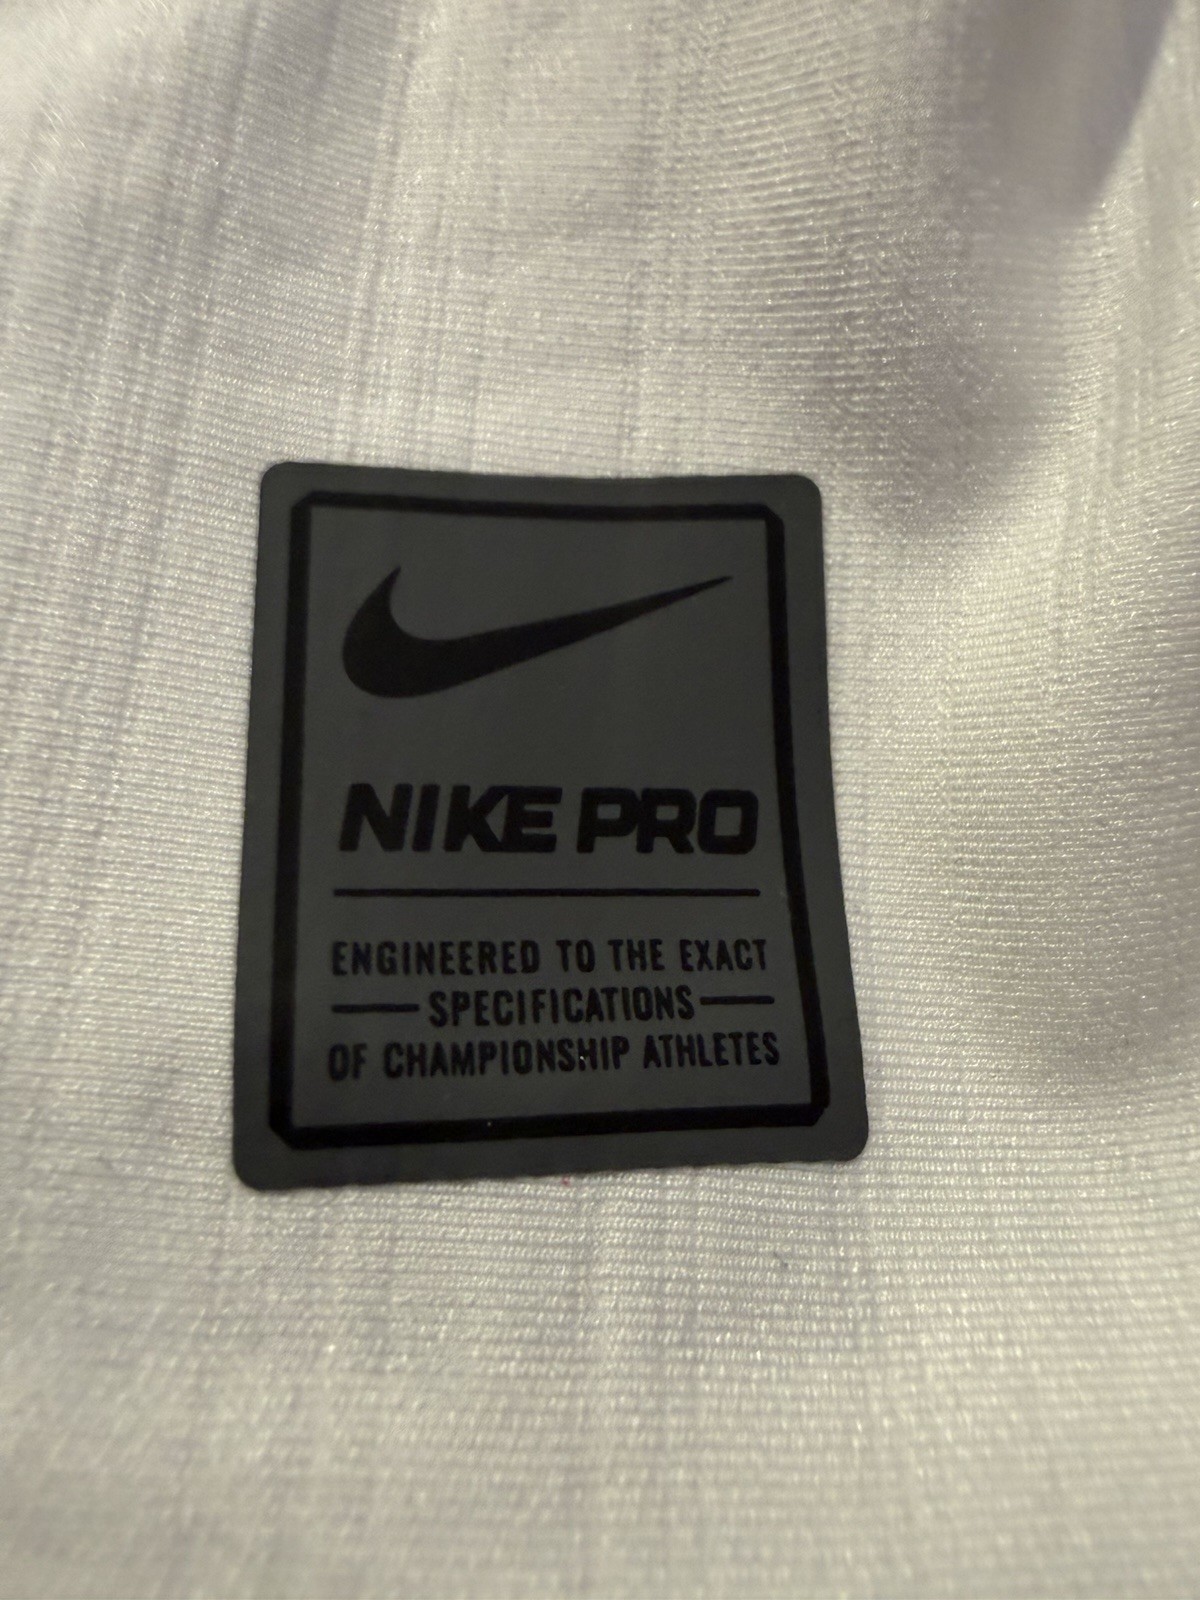 NIKE PRO
ENGINEERED TO THE EXACT
SPECIFICATIONS
OF CHAMPIONSHIP ATHLETES